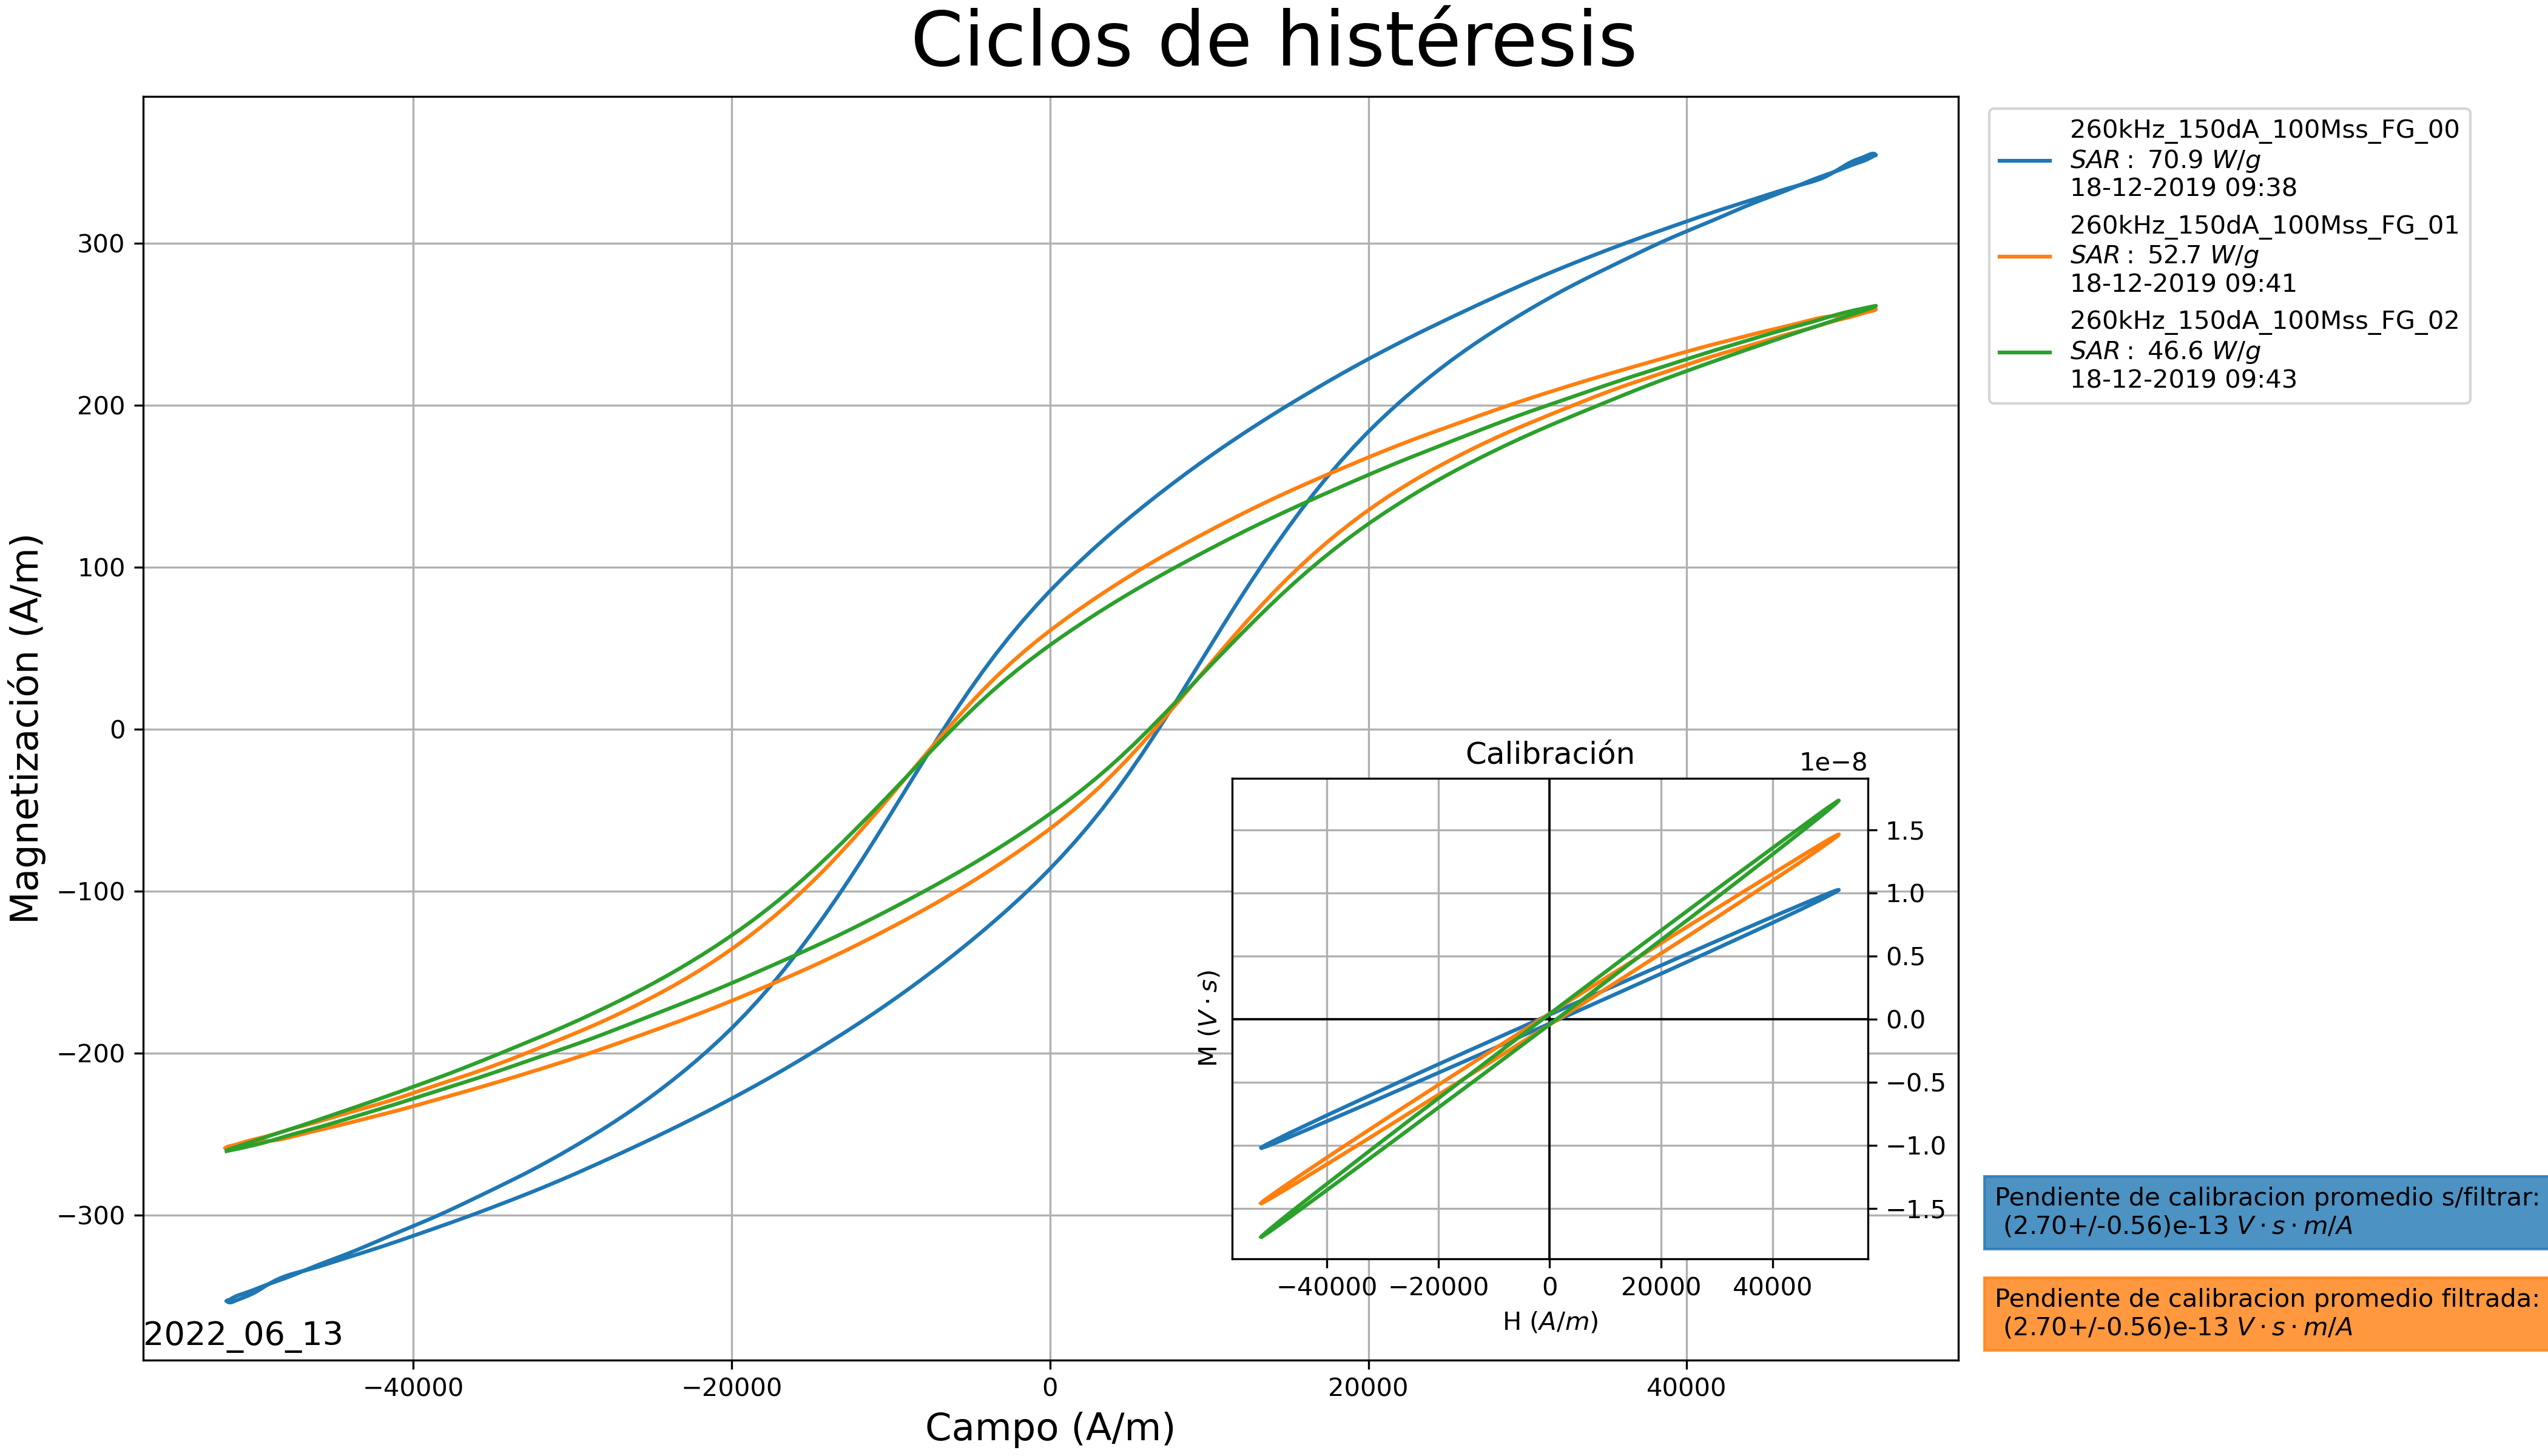 Ciclos de histéresis
Magnetización (A/m)
300
200
100
0
−100
−200
−300
−40000
−20000
0
20000
40000
Campo (A/m)
2022_06_13
260kHz_150dA_100Mss_FG_00
SAR : 70.9 W/g
18-12-2019 09:38
260kHz_150dA_100Mss_FG_01
SAR : 52.7 W/g
18-12-2019 09:41
260kHz_150dA_100Mss_FG_02
SAR : 46.6 W/g
18-12-2019 09:43
Calibración
1e−8
M (V · s)
1.5
1.0
0.5
0.0
−0.5
−1.0
−1.5
−40000
−20000
0
20000
40000
H (A/m)
Pendiente de calibracion promedio s/filtrar:
(2.70+/-0.56)e-13 V · s · m/A
Pendiente de calibracion promedio filtrada:
(2.70+/-0.56)e-13 V · s · m/A